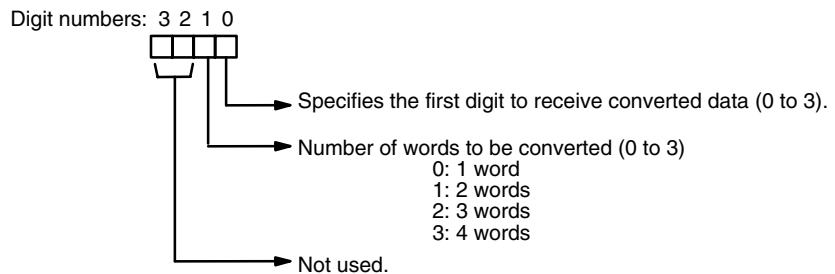 Digit numbers: 3 2 1 0
Specifies the first digit to receive converted data (0 to 3).
Number of words to be converted (0 to 3)
0: 1 word
1: 2 words
2: 3 words
3: 4 words
Not used.